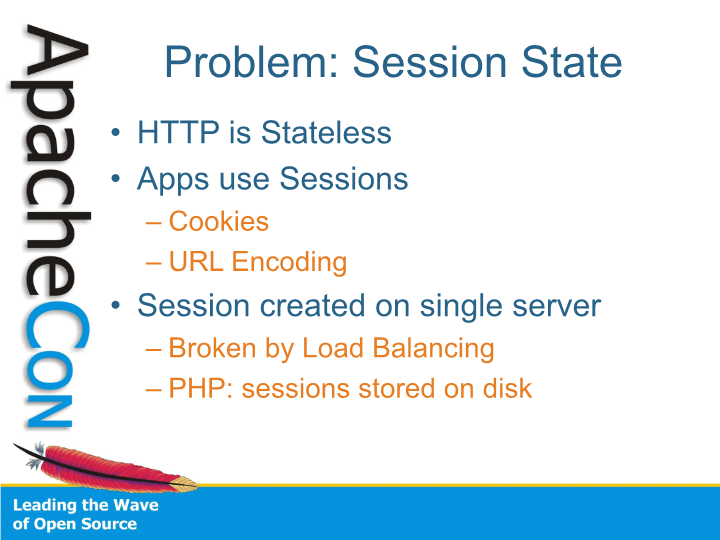 ApacheCon
Problem: Session State
• HTTP is Stateless
• Apps use Sessions
– Cookies
– URL Encoding
• Session created on single server
– Broken by Load Balancing
– PHP: sessions stored on disk
Leading the Wave
of Open Source